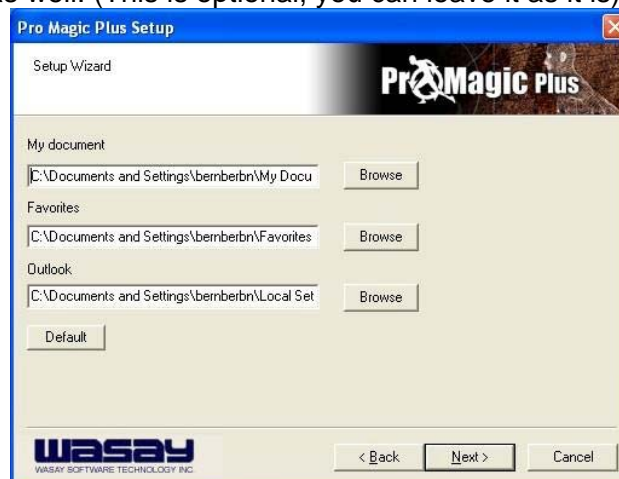 as well. (This is optional, you can leave it as it is)
Pro Magic Plus Setup
Setup Wizard
PrOMagic Plus
My document
C:\Documents and Settings\bernberbn\My Docu
Browse
Favorites
C:\Documents and Settings\bernberbn\Favorites
Browse
Outlook
C:\Documents and Settings\bernberbn\Local Set
Browse
Default
wasay
WASAY SOFTWARE TECHNOLOGY INC.
< Back
Next >
Cancel